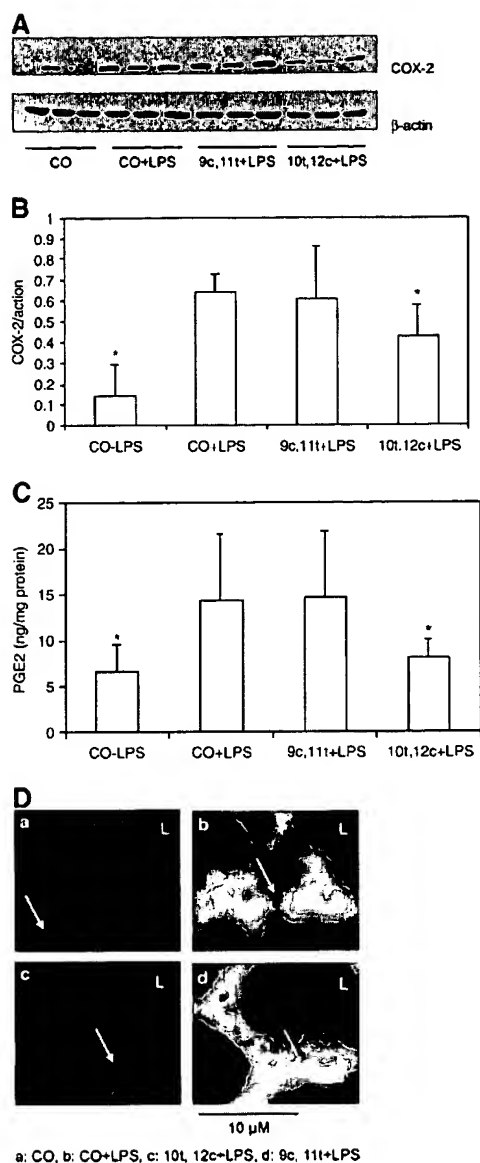 A
COX-2
β-actin
CO CO+LPS 9c,11t+LPS 10t,12c+LPS
B
COX-2/action
1
0.9
0.8
0.7
0.6
0.5
0.4
0.3
0.2
0.1
0
*
*
CO-LPS CO+LPS 9c,11t+LPS 10t,12c+LPS
C
PGE2 (ng/mg protein)
25
20
15
10
5
0
*
*
CO-LPS CO+LPS 9c,11t+LPS 10t,12c+LPS
D
a L b L
c L d L
10 µM
a: CO, b: CO+LPS, c: 10t, 12c+LPS, d: 9c, 11t+LPS